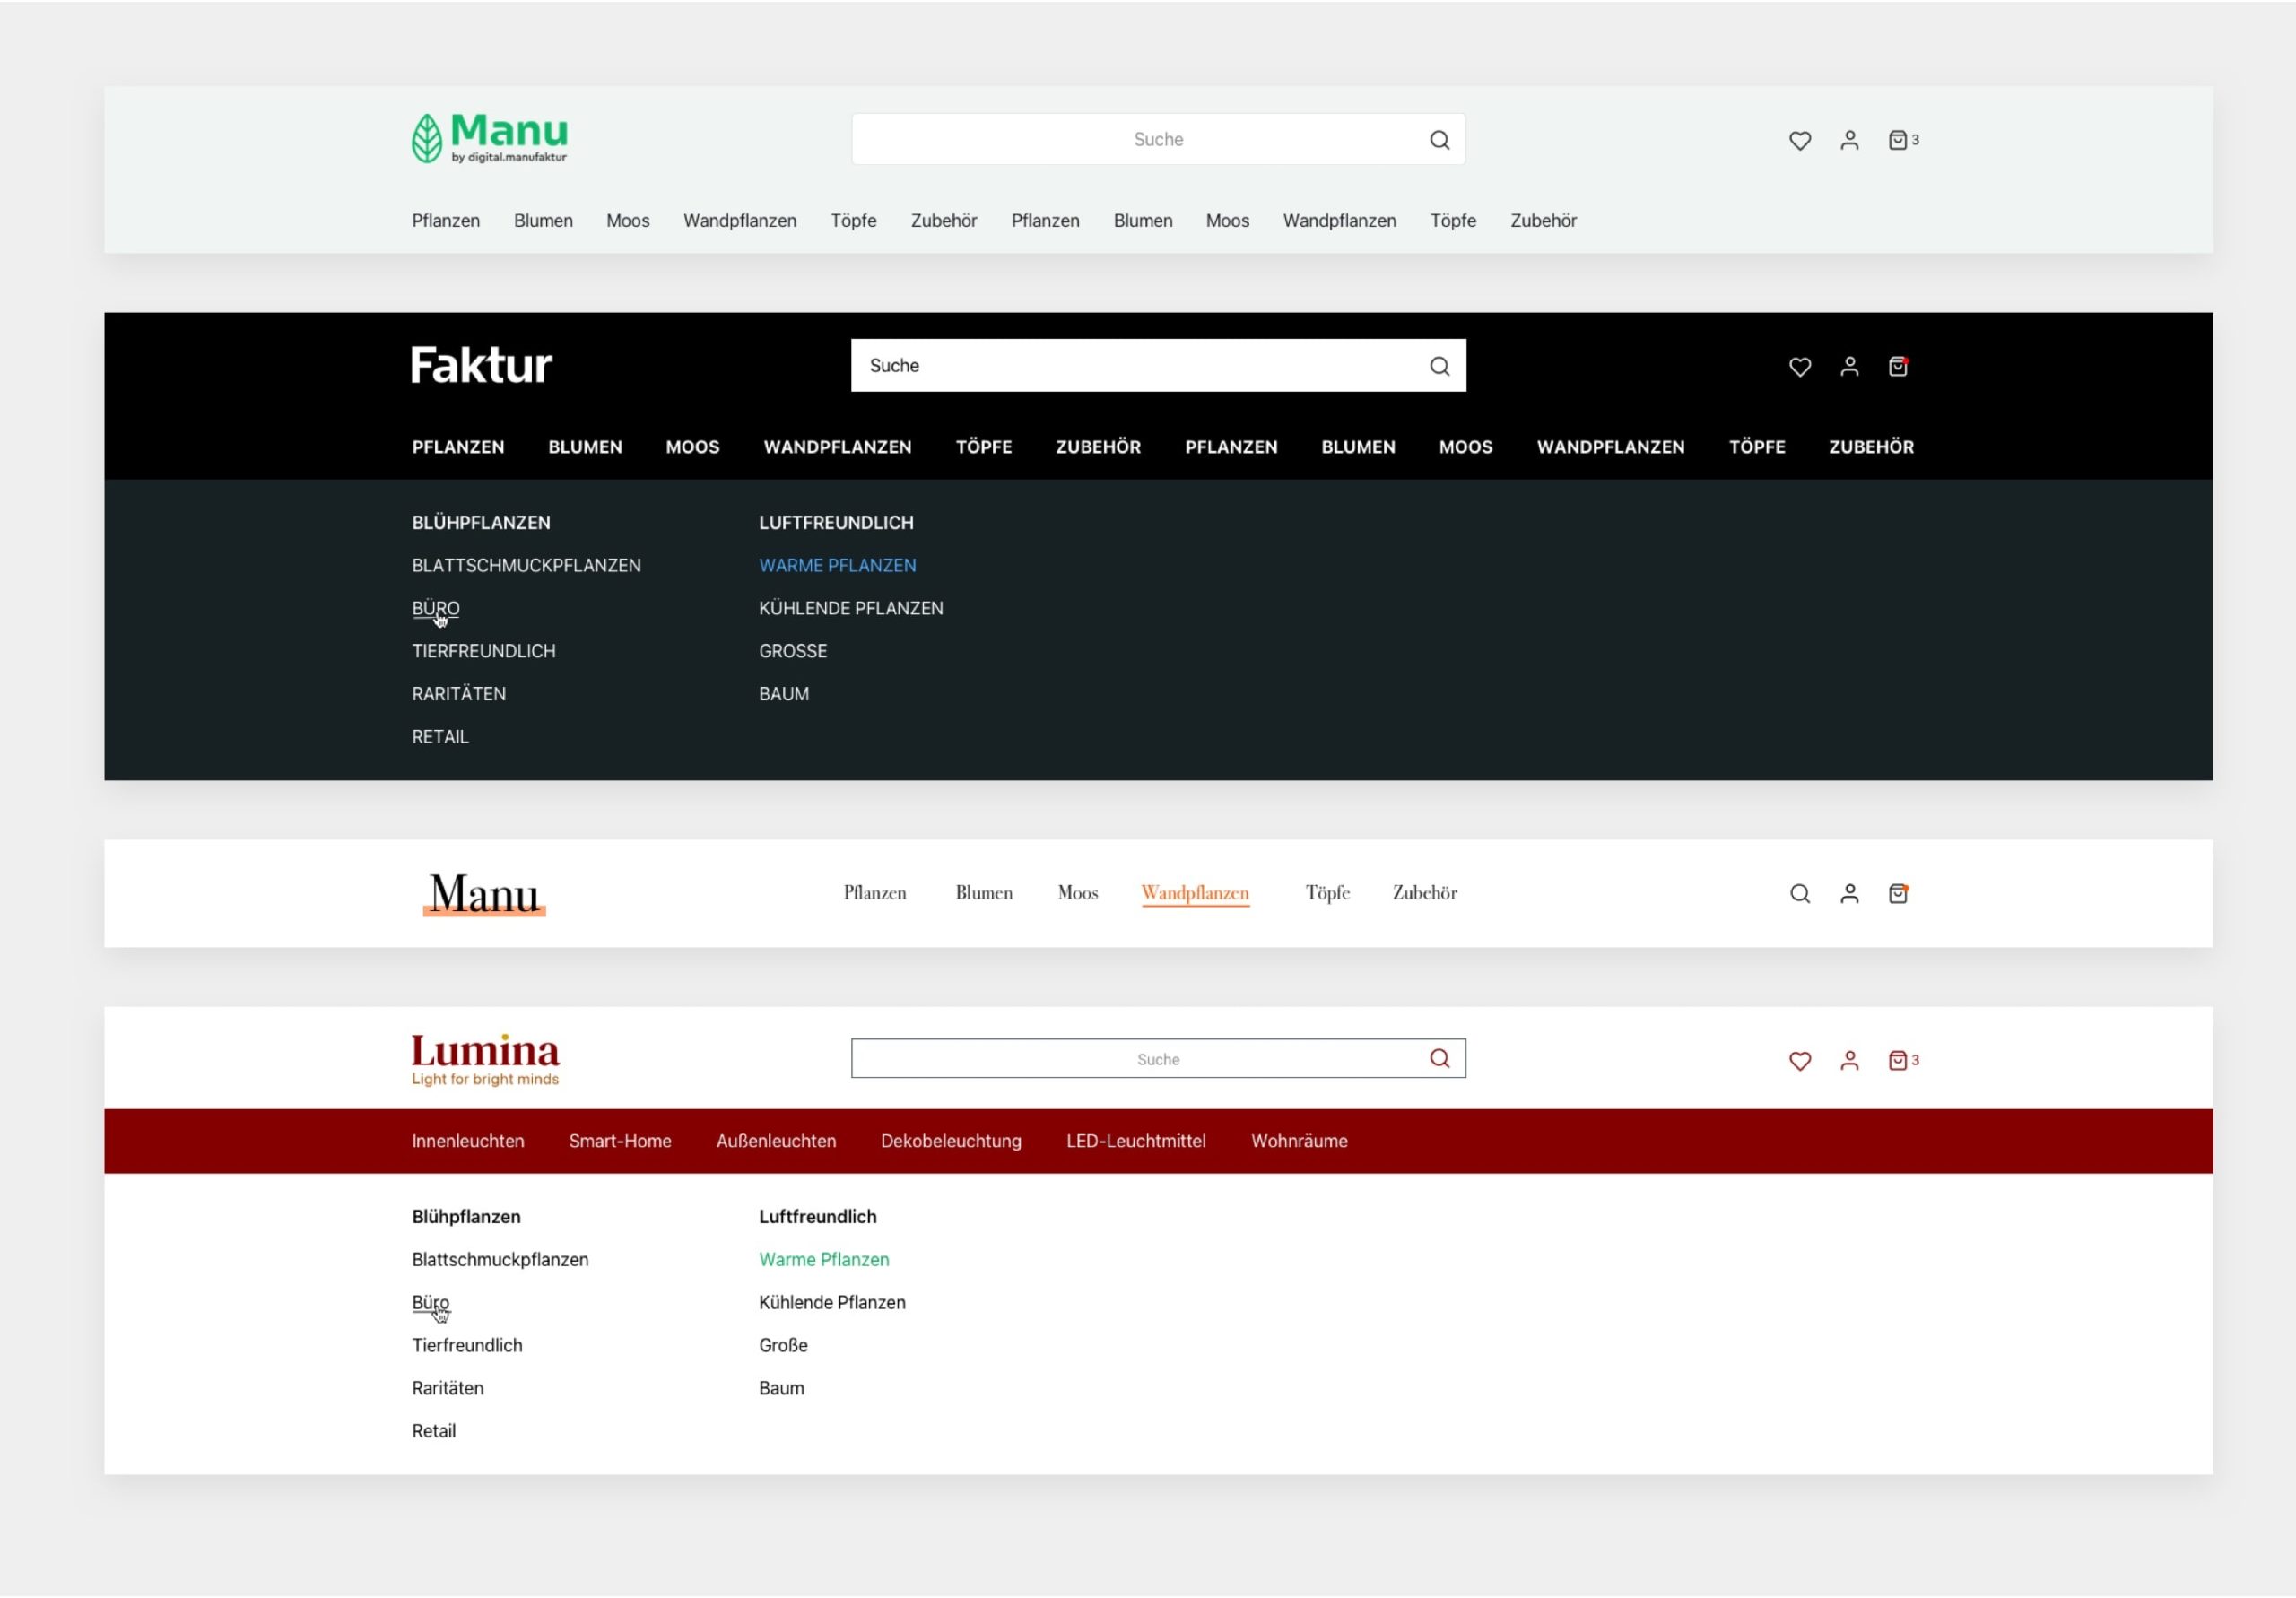 Manu
by digital.manufaktur
Suche
3
Pflanzen Blumen Moos Wandpflanzen Töpfe Zubehör Pflanzen Blumen Moos Wandpflanzen Töpfe Zubehör
Faktur
Suche
PFLANZEN BLUMEN MOOS WANDPFLANZEN TÖPFE ZUBEHÖR PFLANZEN BLUMEN MOOS WANDPFLANZEN TÖPFE ZUBEHÖR
BLÜHPFLANZEN
BLATTSCHMUCKPFLANZEN
BÜRO
TIERFREUNDLICH
RARITÄTEN
RETAIL
LUFTFREUNDLICH
WARME PFLANZEN
KÜHLENDE PFLANZEN
GROSSE
BAUM
Manu
Pflanzen Blumen Moos Wandpflanzen Töpfe Zubehör
Lumina
Light for bright minds
Suche
3
Innenleuchten Smart-Home Außenleuchten Dekobeleuchtung LED-Leuchtmittel Wohnräume
Blühpflanzen
Blattschmuckpflanzen
Büro
Tierfreundlich
Raritäten
Retail
Luftfreundlich
Warme Pflanzen
Kühlende Pflanzen
Große
Baum